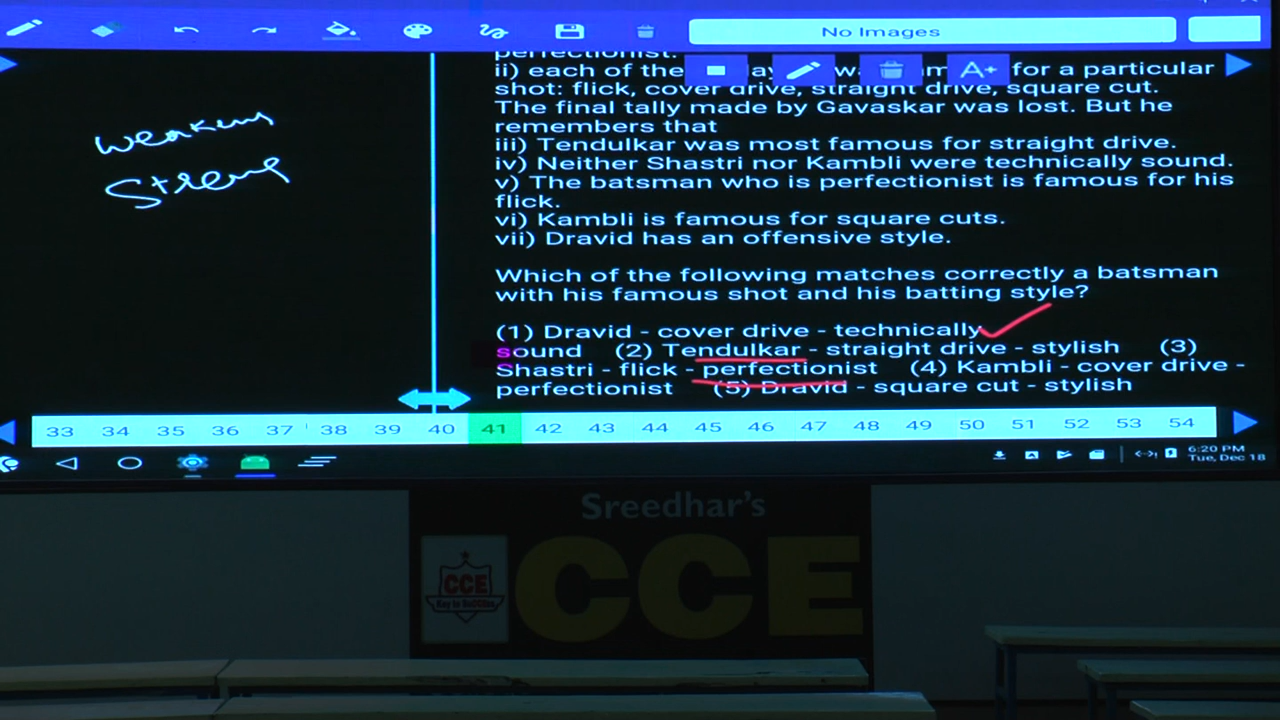 No Images
perfectionist.
ii) each of the for a particular
A+
shot: flick, cover drive, straight drive, square cut.
The final tally made by Gavaskar was lost. But he
remembers that
iii) Tendulkar was most famous for straight drive.
iv) Neither Shastri nor Kambli were technically sound.
v) The batsman who is perfectionist is famous for his
flick.
vi) Kambli is famous for square cuts.
vii) Dravid has an offensive style.
Which of the following matches correctly a batsman
with his famous shot and his batting style?
(1) Dravid - cover drive - technically
sound (2) Tendulkar - straight drive - stylish (3)
Shastri - flick - perfectionist (4) Kambli - cover drive -
perfectionist (5) Dravid - square cut - stylish
Strong
33 34 35 36 37 38 39 40 41 42 43 44 45 46 47 48 49 50 51 52 53 54
6:20 PM
Tue, Dec 18
Sreedhar's
CCE
CCE
Key to SuCCEss